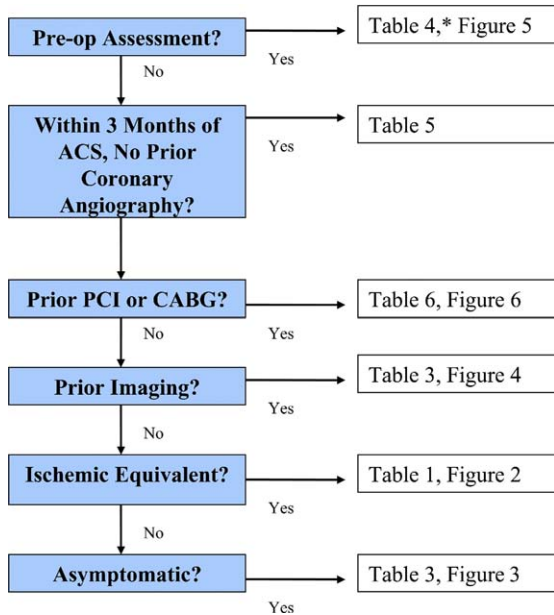 Pre-op Assessment?
Table 4,* Figure 5
No
Yes
Within 3 Months of
ACS, No Prior
Coronary
Angiography?
Table 5
Yes
Prior PCI or CABG?
Table 6, Figure 6
No
Yes
Prior Imaging?
Table 3, Figure 4
No
Yes
Ischemic Equivalent?
Table 1, Figure 2
Yes
No
Asymptomatic?
Table 3, Figure 3
Yes